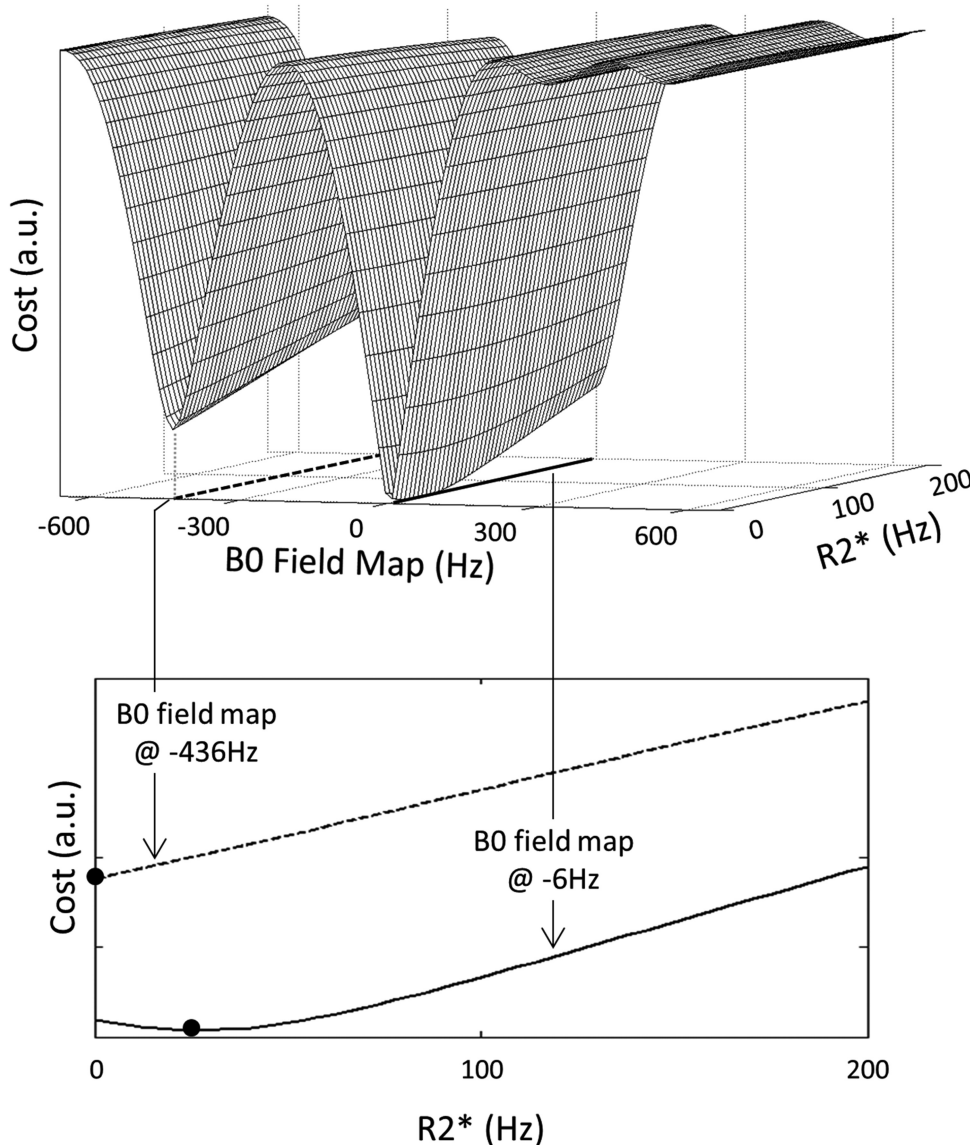 Cost (a.u.)
-600
-300
0
300
600
B0 Field Map (Hz)
0
100
200
R2* (Hz)
B0 field map
@ -436Hz
B0 field map
@ -6Hz
Cost (a.u.)
0
100
200
R2* (Hz)